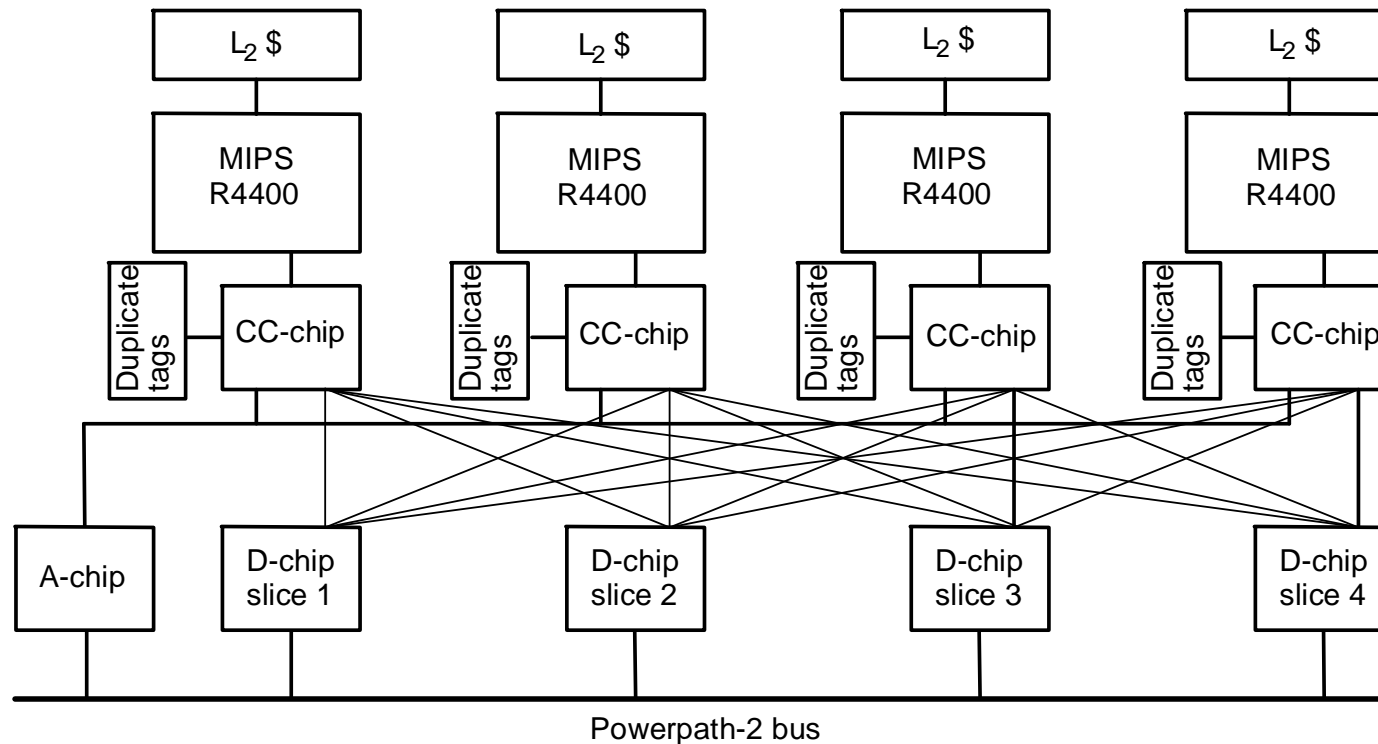 L2 $
L2 $
L2 $
L2 $
MIPS
R4400
MIPS
R4400
MIPS
R4400
MIPS
R4400
Duplicate
tags
CC-chip
Duplicate
tags
CC-chip
Duplicate
tags
CC-chip
Duplicate
tags
CC-chip
A-chip
D-chip
slice 1
D-chip
slice 2
D-chip
slice 3
D-chip
slice 4
Powerpath-2 bus